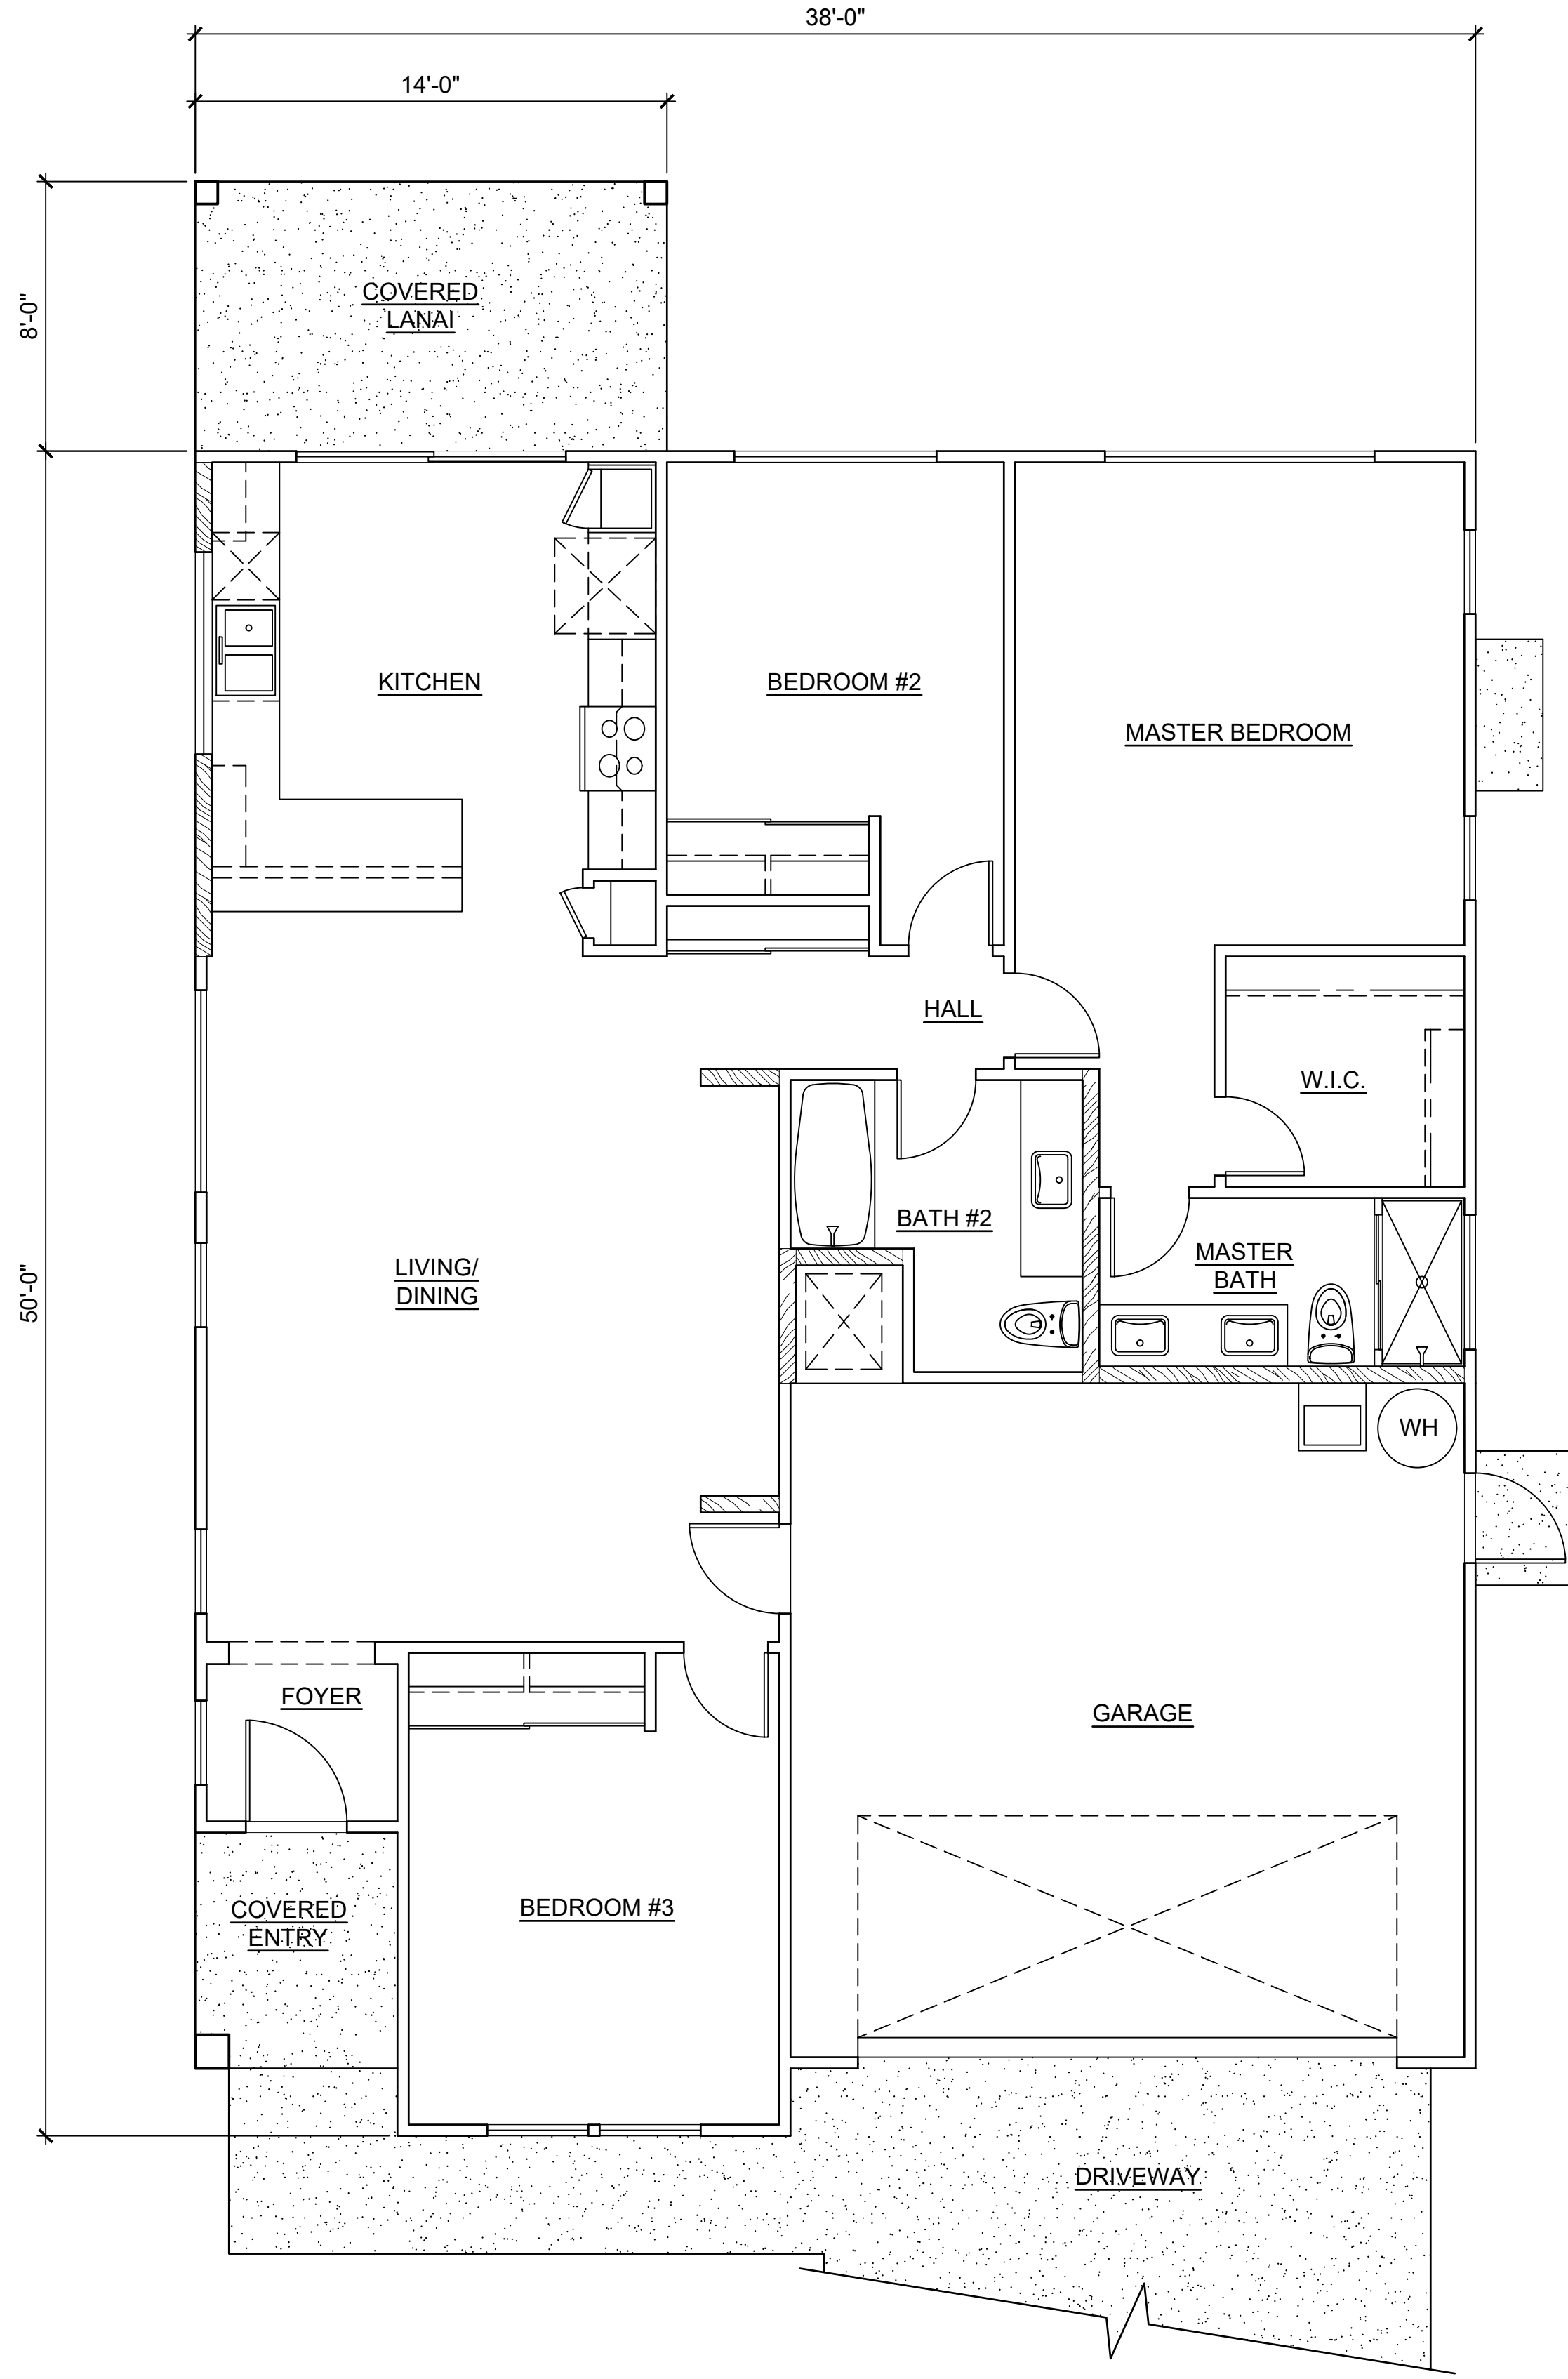 38'-0"
14'-0"
8'-0"
COVERED
LANAI
KITCHEN
BEDROOM #2
MASTER BEDROOM
HALL
W.I.C.
BATH #2
MASTER
BATH
LIVING/
DINING
50'-0"
WH
FOYER
GARAGE
COVERED
ENTRY
BEDROOM #3
DRIVEWAY